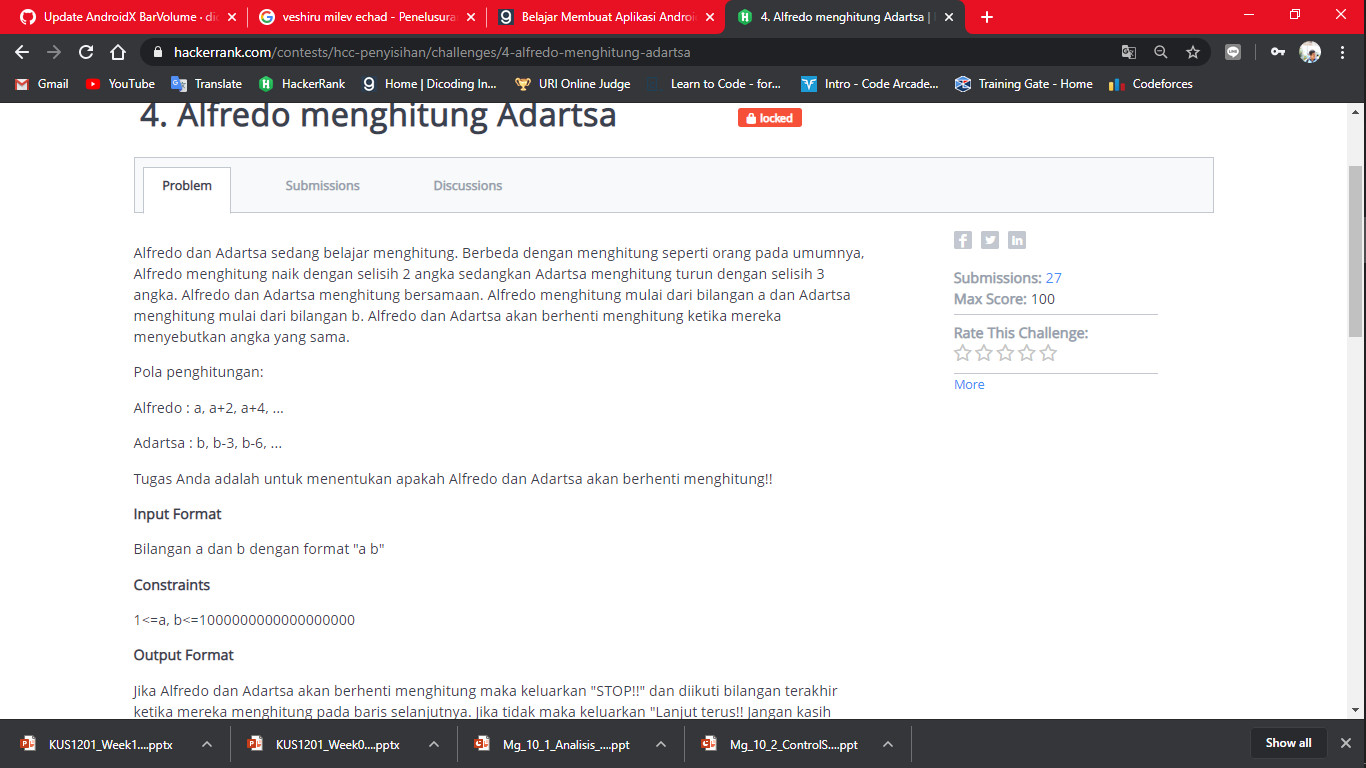 Update AndroidX BarVolume · dic
veshiru milev echad - Penelusura
Belajar Membuat Aplikasi Androi
4. Alfredo menghitung Adartsa |
hackerrank.com/contests/hcc-penyisihan/challenges/4-alfredo-menghitung-adartsa
Gmail YouTube Translate HackerRank Home | Dicoding In... URI Online Judge Learn to Code - for... Intro - Code Arcade... Training Gate - Home Codeforces
4. Alfredo menghitung Adartsa
locked
Problem Submissions Discussions
Alfredo dan Adartsa sedang belajar menghitung. Berbeda dengan menghitung seperti orang pada umumnya,
Alfredo menghitung naik dengan selisih 2 angka sedangkan Adartsa menghitung turun dengan selisih 3
angka. Alfredo dan Adartsa menghitung bersamaan. Alfredo menghitung mulai dari bilangan a dan Adartsa
menghitung mulai dari bilangan b. Alfredo dan Adartsa akan berhenti menghitung ketika mereka
menyebutkan angka yang sama.
Pola penghitungan:
Alfredo : a, a+2, a+4, ...
Adartsa : b, b-3, b-6, ...
Tugas Anda adalah untuk menentukan apakah Alfredo dan Adartsa akan berhenti menghitung!!
Input Format
Bilangan a dan b dengan format "a b"
Constraints
1<=a, b<=1000000000000000000
Output Format
Jika Alfredo dan Adartsa akan berhenti menghitung maka keluarkan "STOP!!" dan diikuti bilangan terakhir
ketika mereka menghitung pada baris selanjutnya. Jika tidak maka keluarkan "Lanjut terus!! Jangan kasih
Submissions: 27
Max Score: 100
Rate This Challenge:
More
KUS1201_Week1....pptx
KUS1201_Week0....pptx
Mg_10_1_Analisis_....ppt
Mg_10_2_ControlS....ppt
Show all